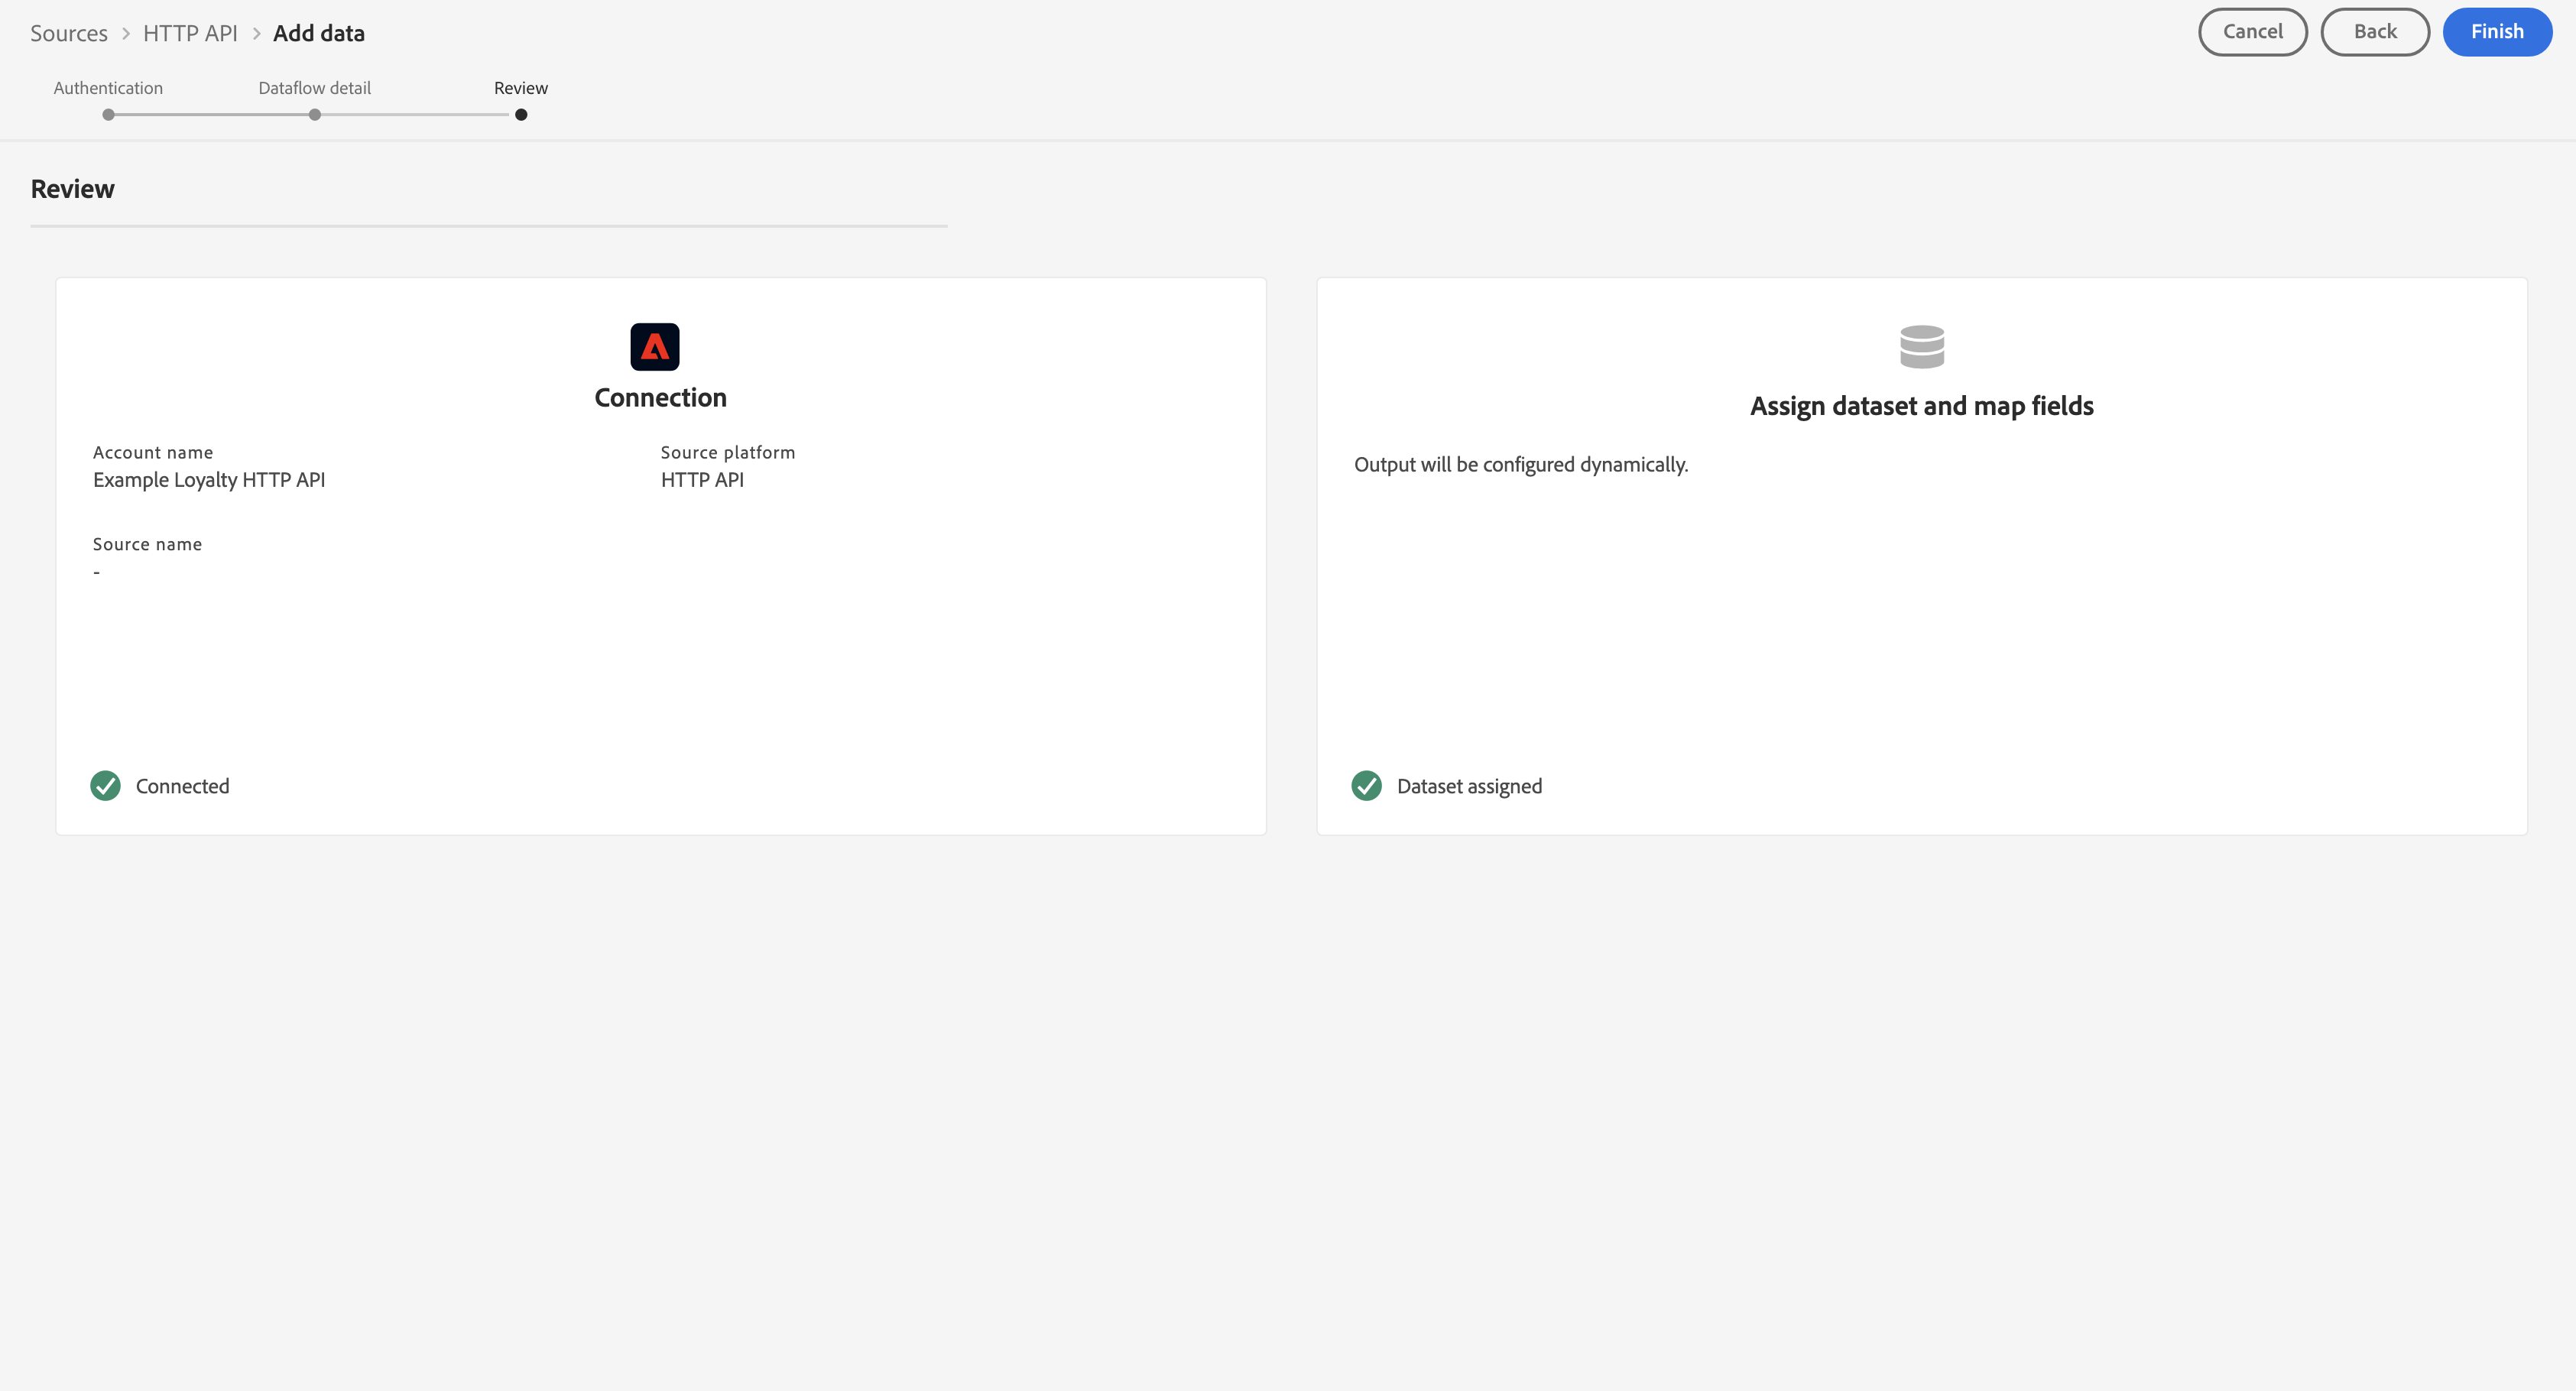 Sources > HTTP API > Add data
Cancel
Back
Finish
Authentication
Dataflow detail
Review
Review
Connection
Account name
Example Loyalty HTTP API
Source platform
HTTP API
Source name
-
Connected
Assign dataset and map fields
Output will be configured dynamically.
Dataset assigned